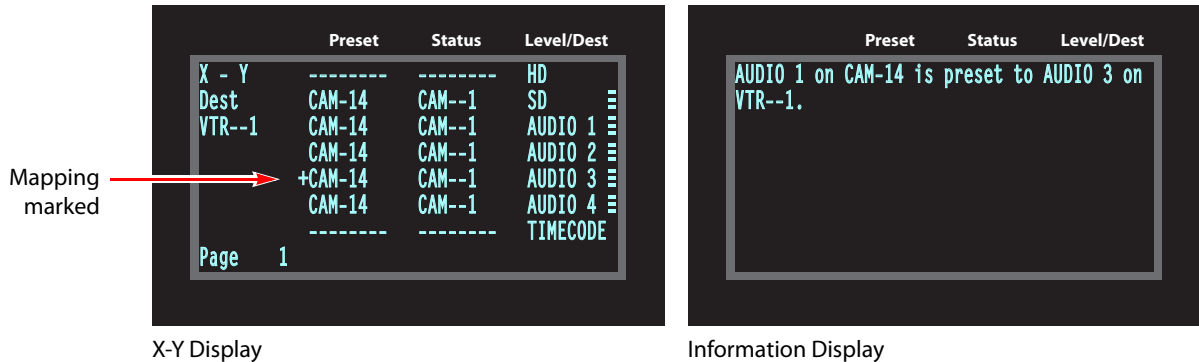 Preset Status Level/Dest
X - Y -------- -------- HD
Dest CAM-14 CAM--1 SD
VTR--1 CAM-14 CAM--1 AUDIO 1
CAM-14 CAM--1 AUDIO 2
+CAM-14 CAM--1 AUDIO 3
CAM-14 CAM--1 AUDIO 4
-------- -------- TIMECODE
Page 1
Mapping
marked
X-Y Display
Preset Status Level/Dest
AUDIO 1 on CAM-14 is preset to AUDIO 3 on
VTR--1.
Information Display